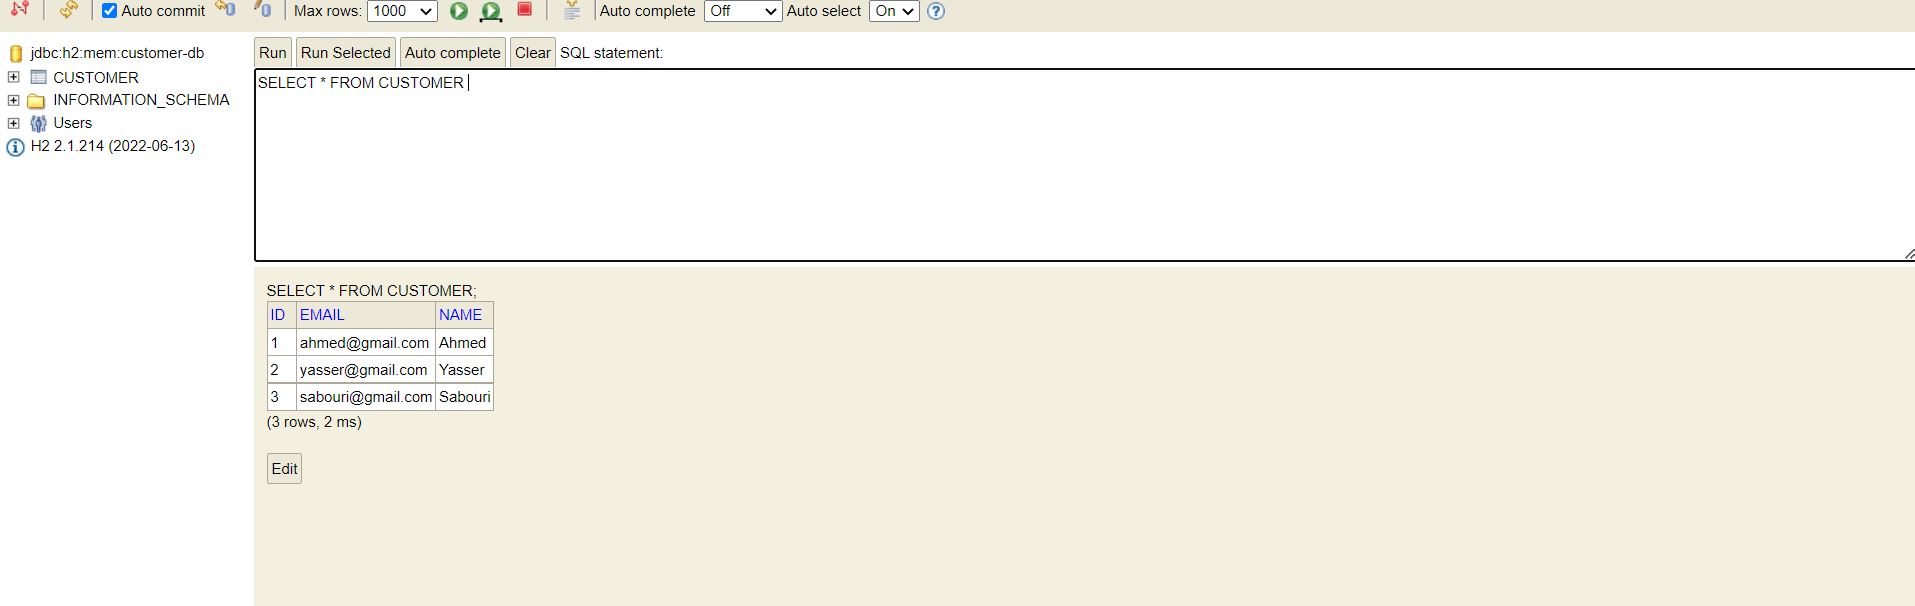 Auto commit Max rows: 1000 Auto complete Off Auto select On ?
jdbc:h2:mem:customer-db
CUSTOMER
INFORMATION_SCHEMA
Users
H2 2.1.214 (2022-06-13)
Run Run Selected Auto complete Clear SQL statement:
SELECT * FROM CUSTOMER
SELECT * FROM CUSTOMER;
ID EMAIL NAME
1 ahmed@gmail.com Ahmed
2 yasser@gmail.com Yasser
3 sabouri@gmail.com Sabouri
(3 rows, 2 ms)
Edit